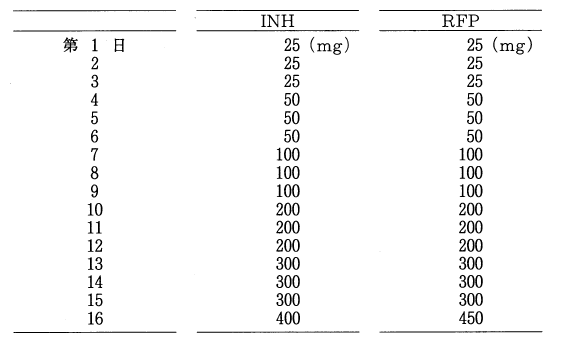 INH RFP
第 1 日 25 (mg) 25 (mg)
2 25 25
3 25 25
4 50 50
5 50 50
6 50 50
7 100 100
8 100 100
9 100 100
10 200 200
11 200 200
12 200 200
13 300 300
14 300 300
15 300 300
16 400 450